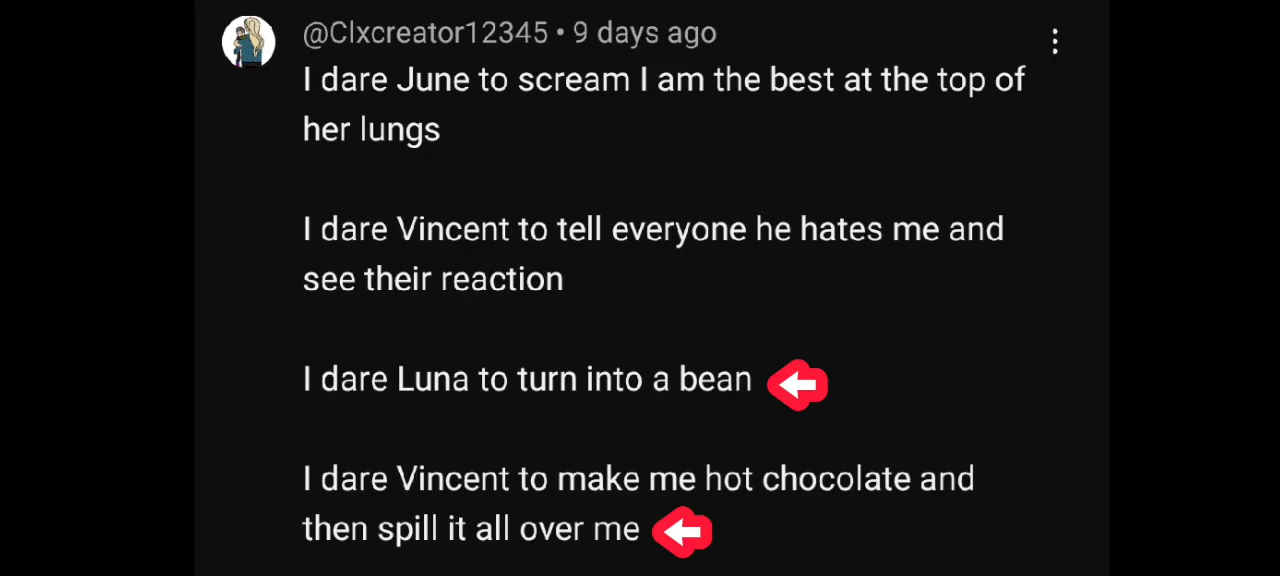 @Clxcreator12345 • 9 days ago
I dare June to scream I am the best at the top of
her lungs
I dare Vincent to tell everyone he hates me and
see their reaction
I dare Luna to turn into a bean
I dare Vincent to make me hot chocolate and
then spill it all over me